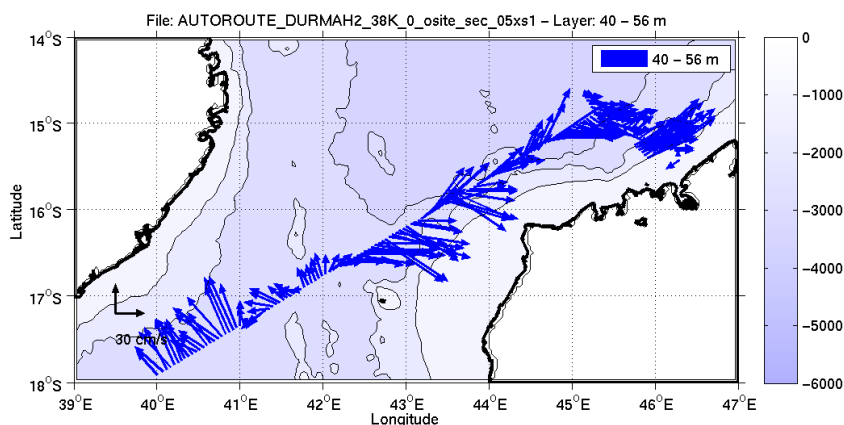 File: AUTOROUTE_DURMAH2_38K_0_osite_sec_05xs1 – Layer: 40 – 56 m
40 – 56 m
14°S
15°S
16°S
17°S
18°S
Latitude
30 cm/s
39°E 40°E 41°E 42°E 43°E 44°E 45°E 46°E 47°E
Longitude
0
−1000
−2000
−3000
−4000
−5000
−6000